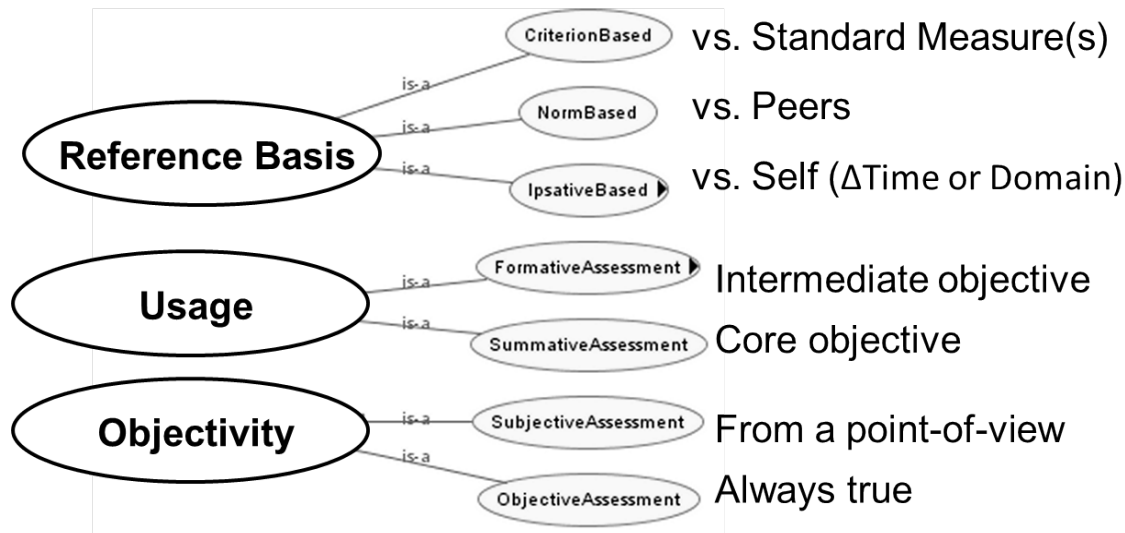 CriterionBased vs. Standard Measure(s)
is-a
NormBased vs. Peers
is-a
Reference Basis
is-a
IpsativeBased vs. Self (ΔTime or Domain)
FormativeAssessment Intermediate objective
is-a
Usage
is-a
SummativeAssessment Core objective
SubjectiveAssessment From a point-of-view
is-a
Objectivity
is-a
ObjectiveAssessment Always true